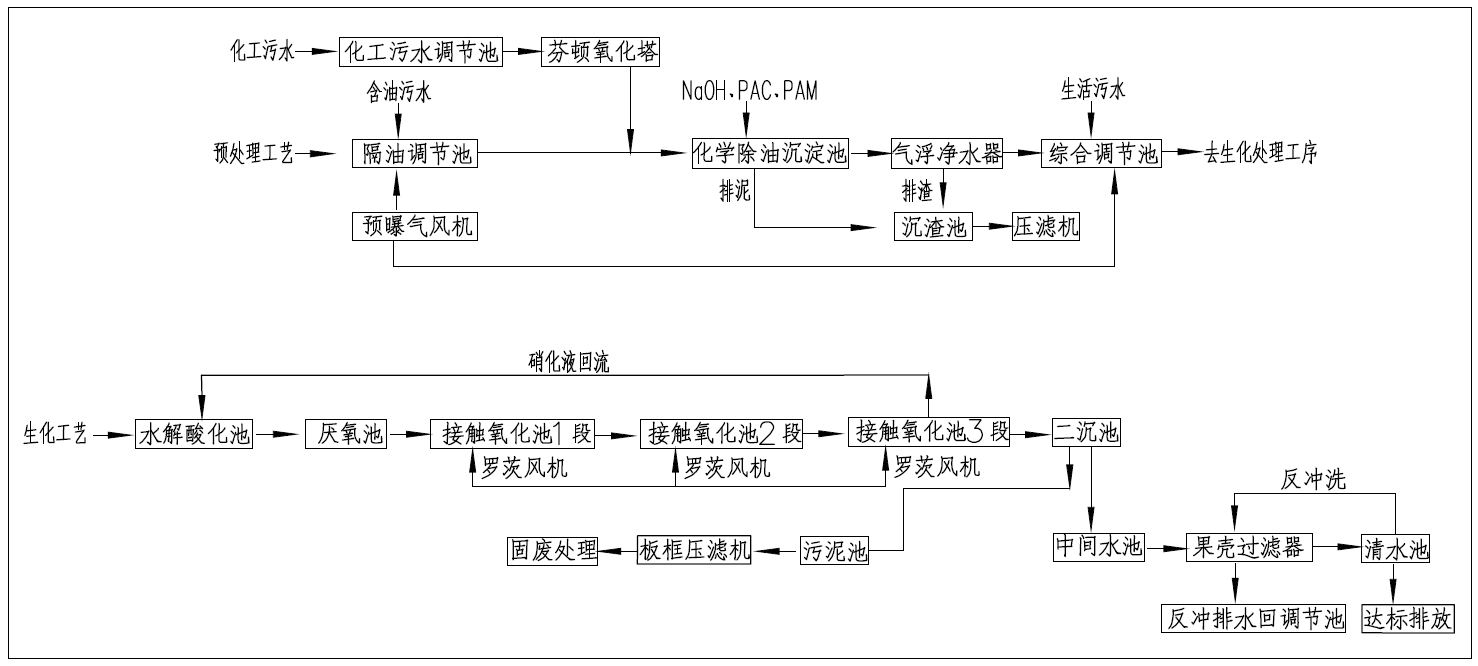 化工污水
化工污水调节池
芬顿氧化塔
含油污水
NaOH、PAC、PAM
生活污水
预处理工艺
隔油调节池
化学除油沉淀池
气浮净水器
综合调节池
去生化处理工序
排泥
排渣
预曝气风机
沉渣池
压滤机
硝化液回流
生化工艺
水解酸化池
厌氧池
接触氧化池1段
接触氧化池2段
接触氧化池3段
二沉池
罗茨风机
罗茨风机
罗茨风机
反冲洗
固废处理
板框压滤机
污泥池
中间水池
果壳过滤器
清水池
反冲排水回调节池
达标排放